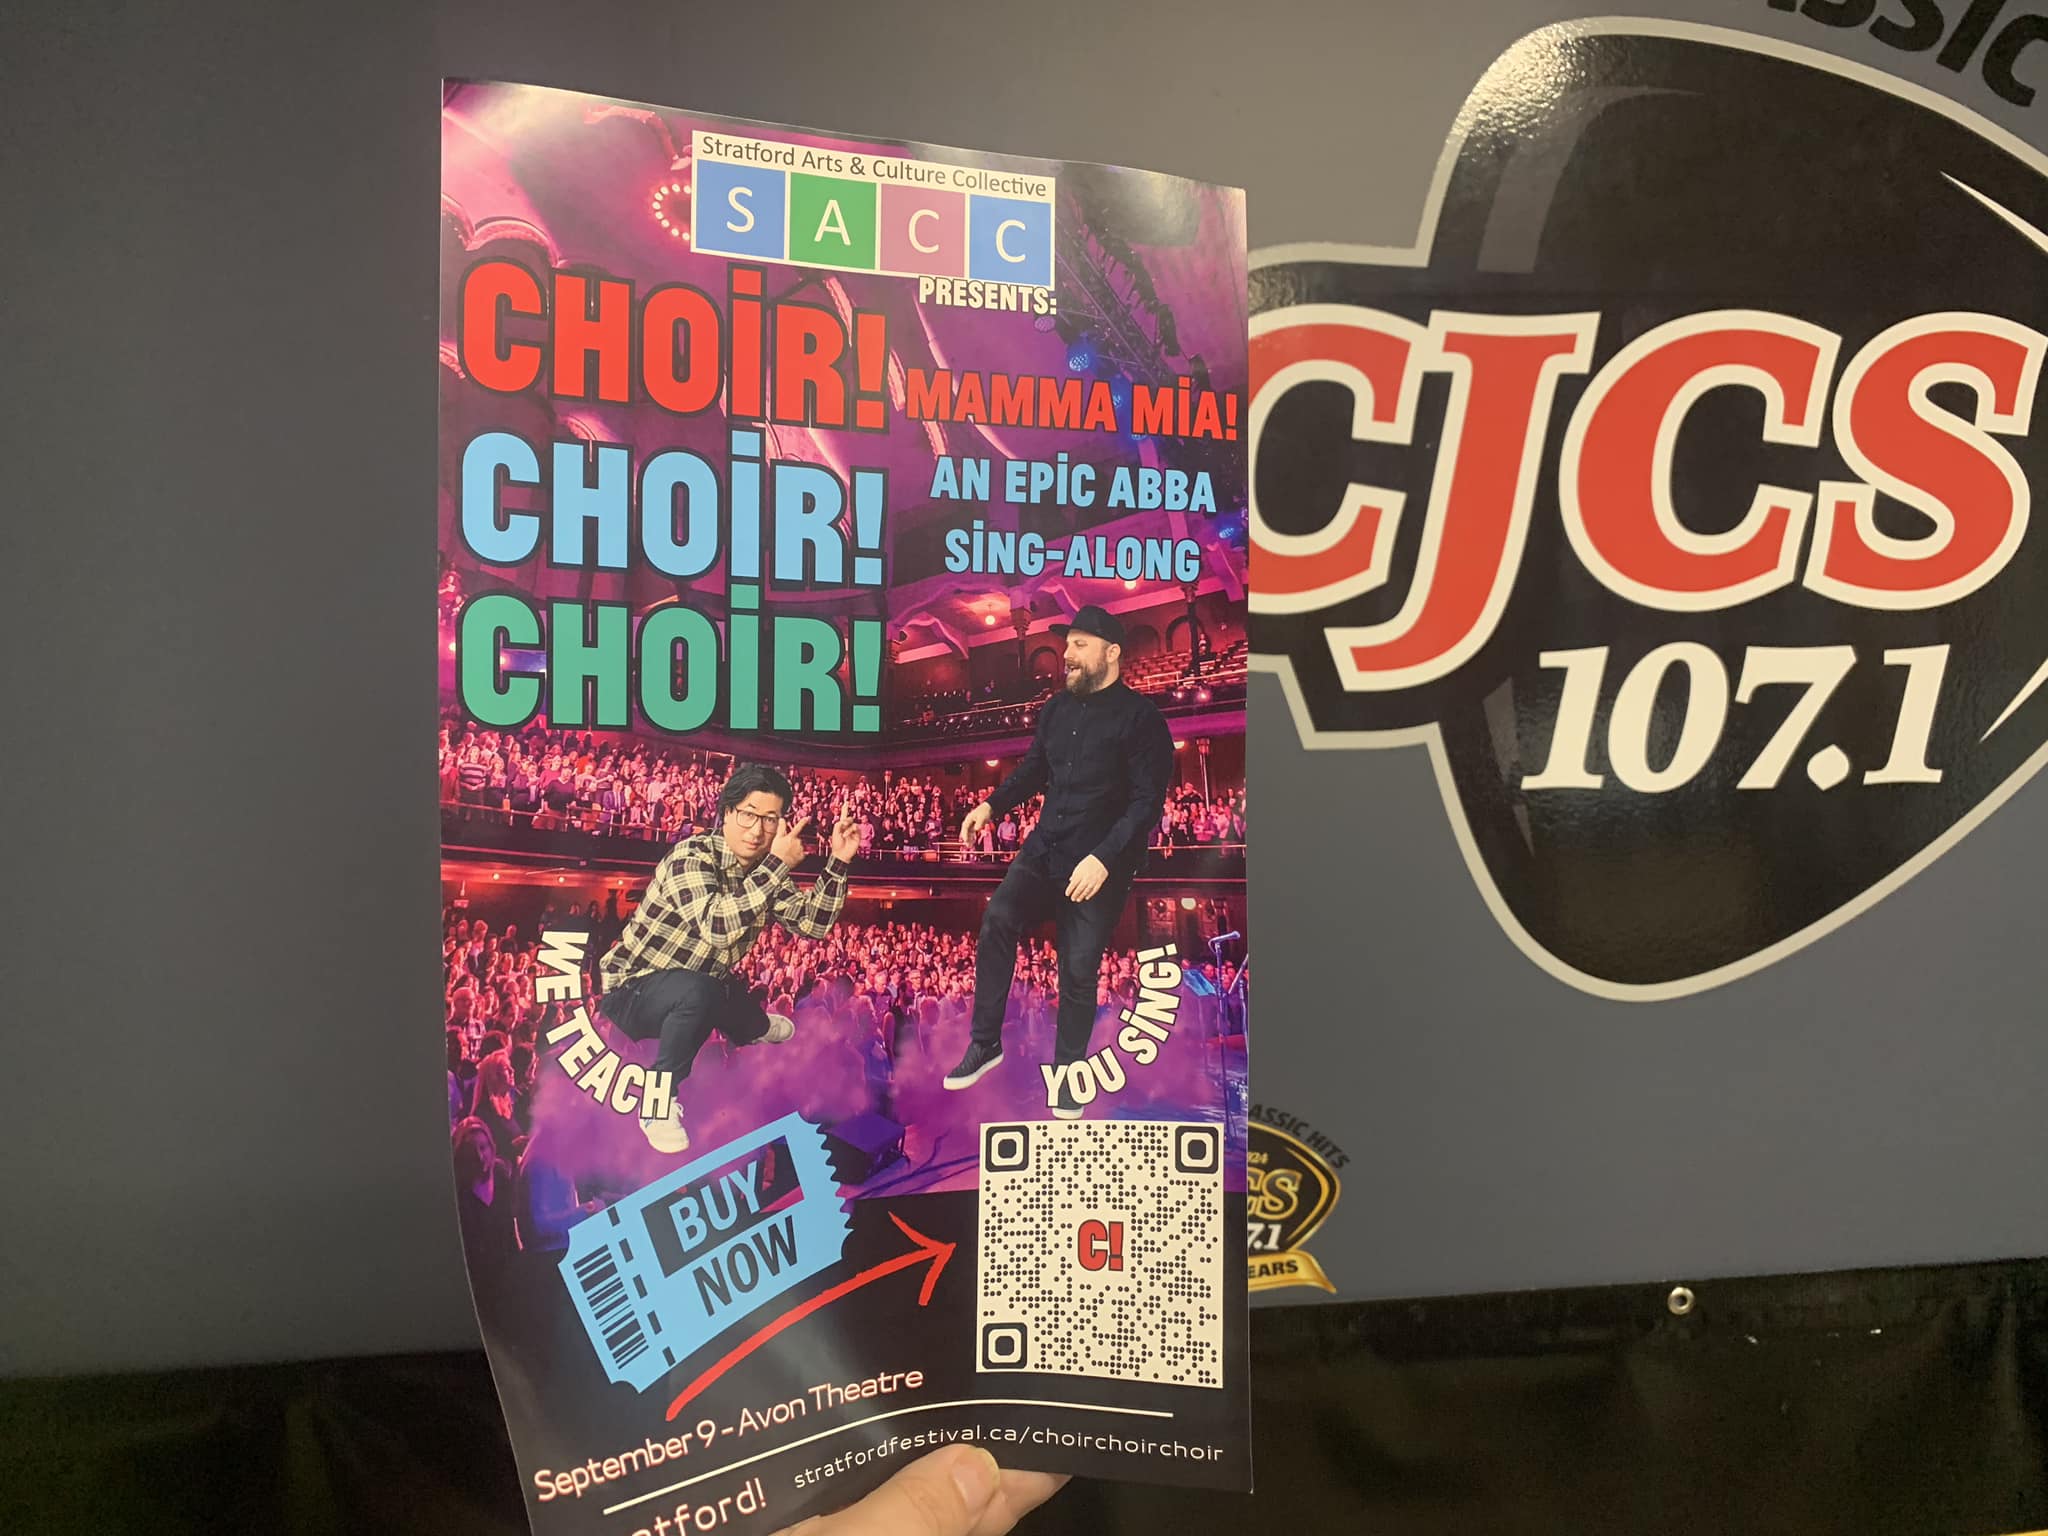 Stratford Arts & Culture Collective
S A C C
PRESENTS:
CHOIR!
CHOIR!
CHOIR!
MAMMA MIA!
AN EPIC ABBA
SING-ALONG
WE TEACH
YOU SING!
BUY
NOW
C!
September 9 - Avon Theatre
stratfordfestival.ca/choirchoirchoir
CJCS
107.1